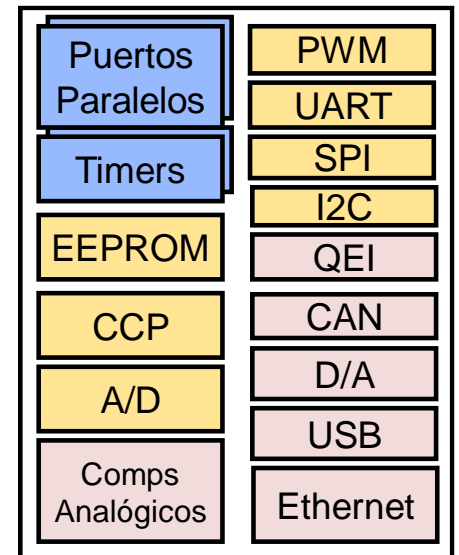 Puertos
Paralelos
Timers
EEPROM
CCP
A/D
Comps
Analógicos
PWM
UART
SPI
I2C
QEI
CAN
D/A
USB
Ethernet